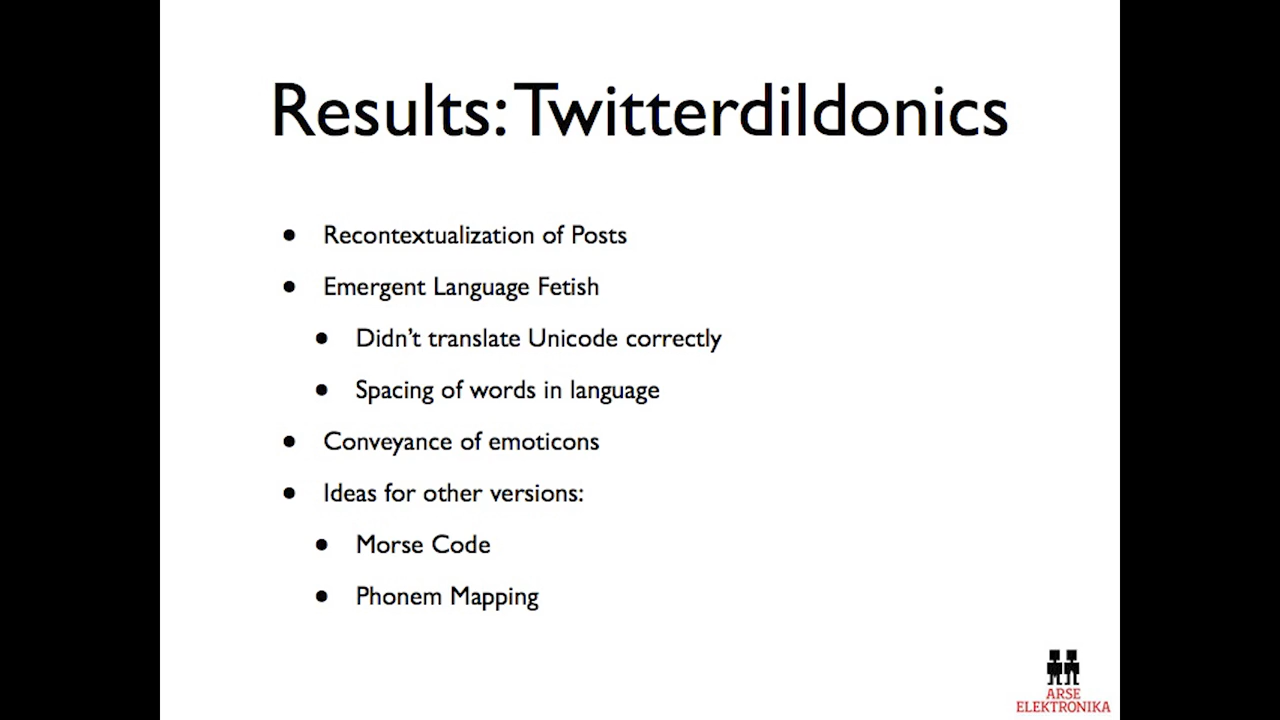 Results: Twitterdildonics
• Recontextualization of Posts
• Emergent Language Fetish
• Didn't translate Unicode correctly
• Spacing of words in language
• Conveyance of emoticons
• Ideas for other versions:
• Morse Code
• Phonem Mapping
ARSE
ELEKTRONIKA